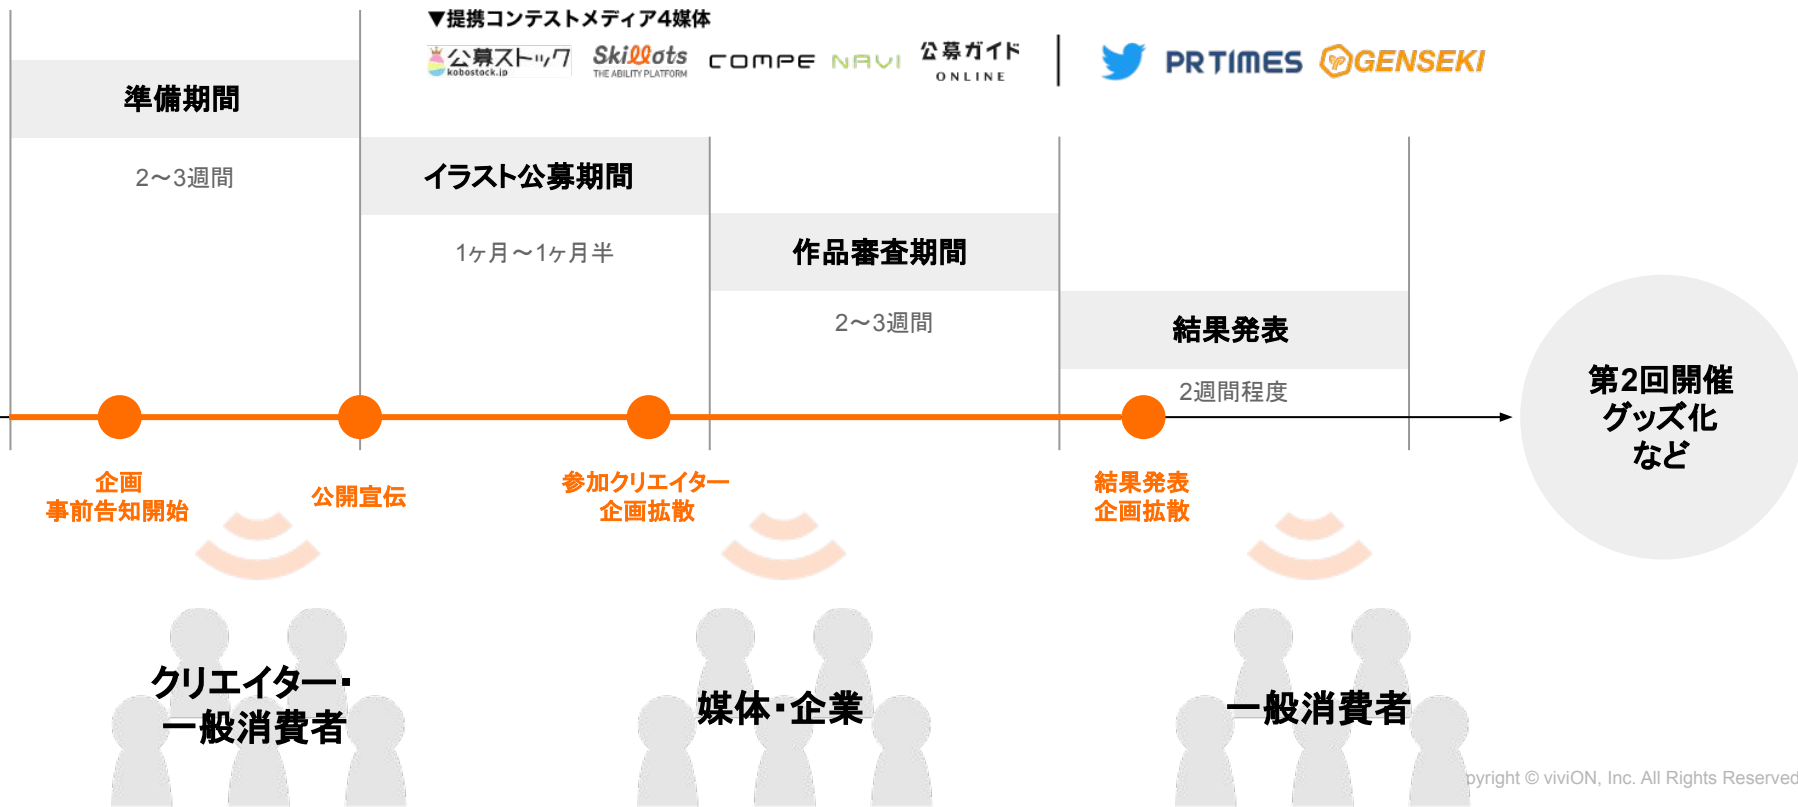 ▼提携コンテストメディア4媒体
公募ストック
kobostock.jp
Skillots
THE ABILITY PLATFORM
COMPE NAVI
公募ガイド
ONLINE
PR TIMES
GENSEKI
準備期間
2〜3週間
イラスト公募期間
1ヶ月〜1ヶ月半
作品審査期間
2〜3週間
結果発表
2週間程度
第2回開催
グッズ化
など
企画
事前告知開始
公開宣伝
参加クリエイター
企画拡散
結果発表
企画拡散
クリエイター・
一般消費者
媒体・企業
一般消費者
pyright © viviON, Inc. All Rights Reserved